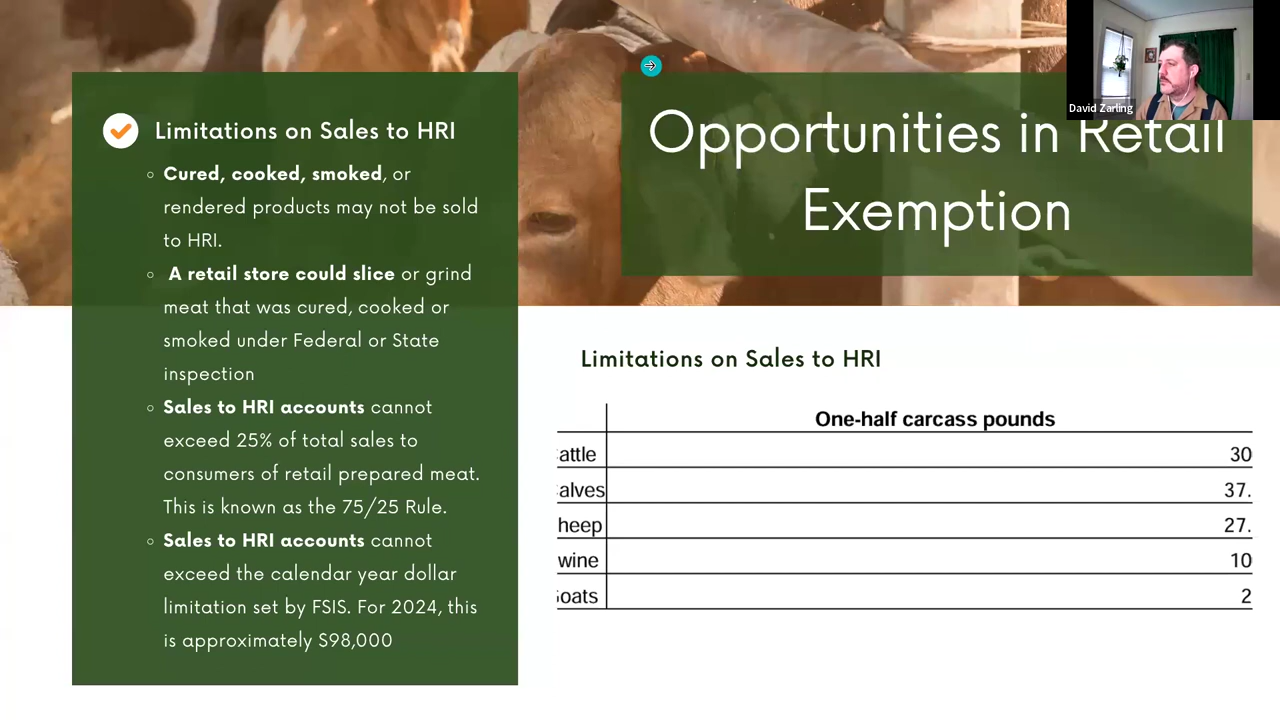 Limitations on Sales to HRI
Cured, cooked, smoked, or
rendered products may not be sold
to HRI.
A retail store could slice or grind
meat that was cured, cooked or
smoked under Federal or State
inspection
Sales to HRI accounts cannot
exceed 25% of total sales to
consumers of retail prepared meat.
This is known as the 75/25 Rule.
Sales to HRI accounts cannot
exceed the calendar year dollar
limitation set by FSIS. For 2024, this
is approximately $98,000
Opportunities in Retail
Exemption
David Zarling
Limitations on Sales to HRI
One-half carcass pounds
attle 30
alves 37.
heep 27.
wine 10
oats 2